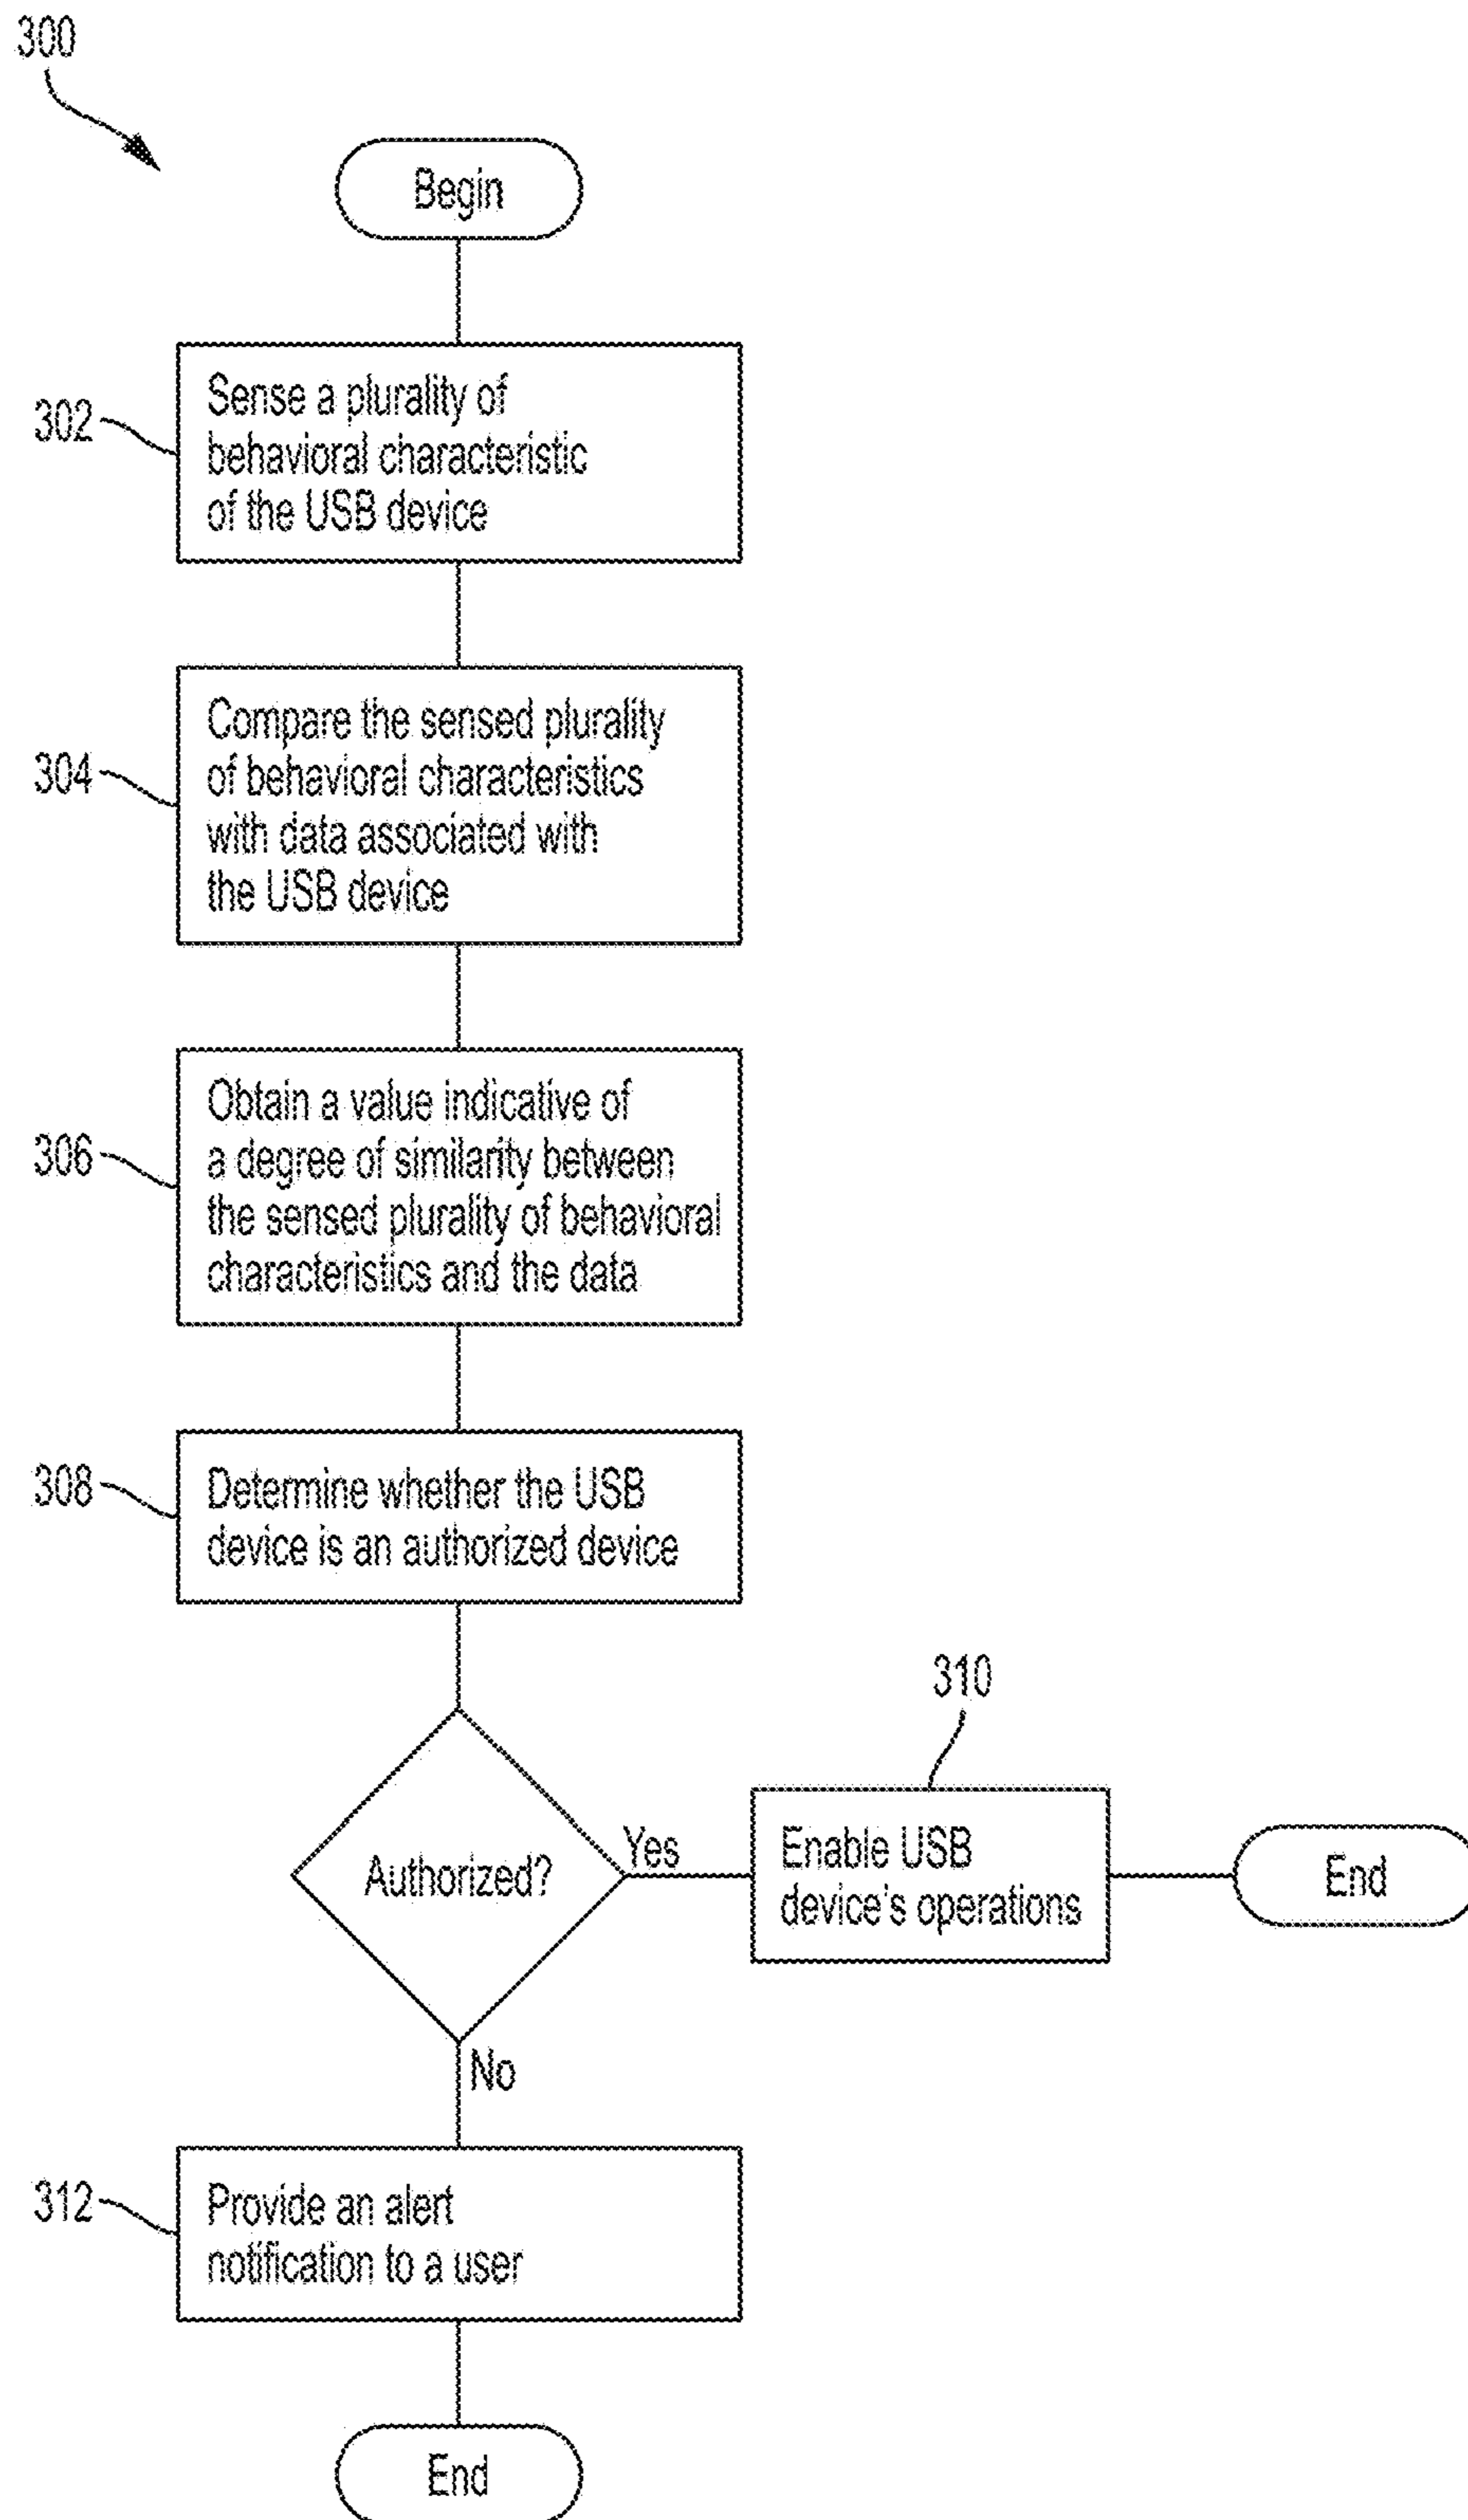 300
Begin
302
Sense a plurality of
behavioral characteristic
of the USB device
304
Compare the sensed plurality
of behavioral characteristics
with data associated with
the USB device
306
Obtain a value indicative of
a degree of similarity between
the sensed plurality of behavioral
characteristics and the data
308
Determine whether the USB
device is an authorized device
310
Authorized?
Yes
Enable USB
device's operations
End
No
312
Provide an alert
notification to a user
End